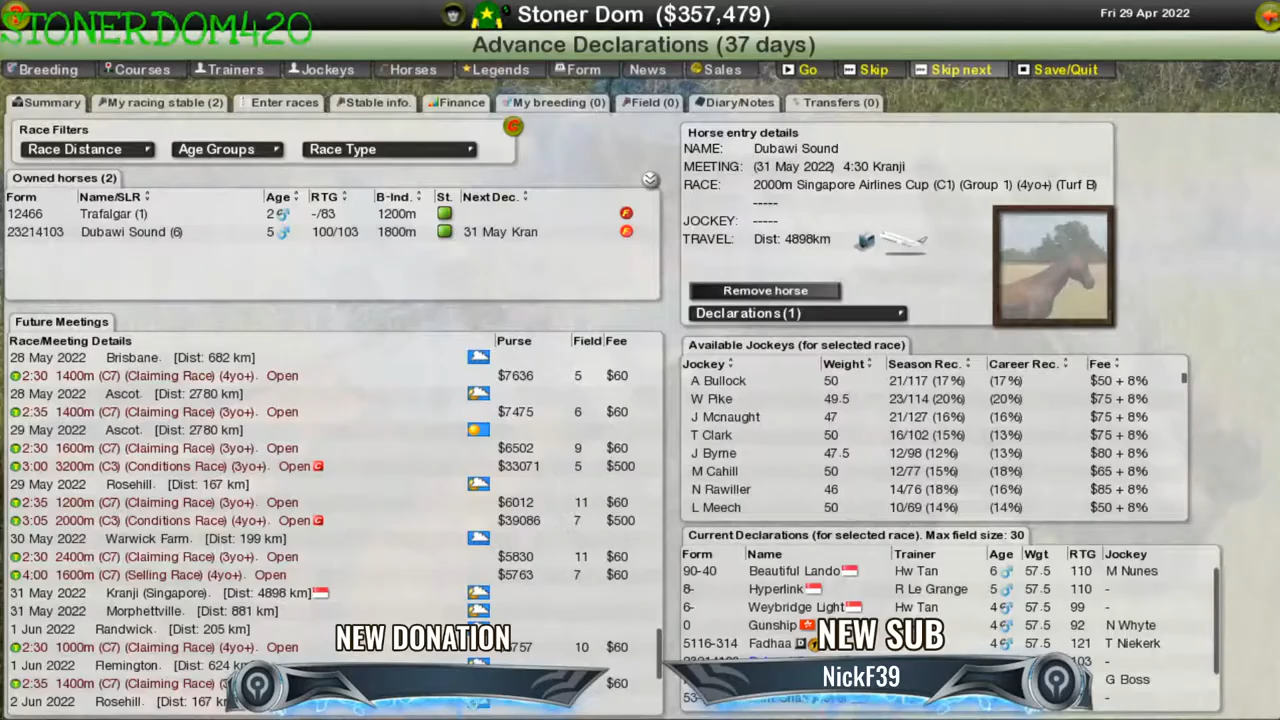 STONERDOM420
Stoner Dom ($357,479)
Fri 29 Apr 2022
Advance Declarations (37 days)
Breeding Courses Trainers Jockeys Horses Legends Form News Sales Go Skip Skip next Save/Quit
Summary My racing stable (2) Enter races Stable info. Finance My breeding (0) Field (0) Diary/Notes Transfers (0)
Race Filters
Race Distance Age Groups Race Type
Owned horses (2)
Form Name/SLR Age RTG B-Ind. St. Next Dec.
12466 Trafalgar (1) 2 -/83 1200m
23214103 Dubawi Sound (6) 5 100/103 1800m 31 May Kran
Future Meetings
Race/Meeting Details Purse Field Fee
28 May 2022 Brisbane. [Dist: 682 km]
2:30 1400m (C7) (Claiming Race) (4yo+). Open $7636 5 $60
28 May 2022 Ascot. [Dist: 2780 km]
2:35 1400m (C7) (Claiming Race) (3yo+). Open $7475 6 $60
29 May 2022 Ascot. [Dist: 2780 km]
2:30 1600m (C7) (Claiming Race) (3yo+). Open $6502 9 $60
3:00 3200m (C3) (Conditions Race) (3yo+). Open C $33071 5 $500
29 May 2022 Rosehill. [Dist: 167 km]
2:35 1200m (C7) (Claiming Race) (3yo+). Open $6012 11 $60
3:05 2000m (C3) (Conditions Race) (4yo+). Open C $39086 7 $500
30 May 2022 Warwick Farm. [Dist: 199 km]
2:30 2400m (C7) (Claiming Race) (3yo+). Open $5830 11 $60
4:00 1600m (C7) (Selling Race) (4yo+). Open $5763 7 $60
31 May 2022 Kranji (Singapore). [Dist: 4898 km]
31 May 2022 Morphettville. [Dist: 881 km]
1 Jun 2022 Randwick. [Dist: 205 km]
2:30 1000m (C7) (Claiming Race) (4yo+). Open 757 10 $60
1 Jun 2022 Remington. [Dist: 624 km
2:35 1400m (C7) (Claiming Race) $60
2 Jun 2022 Rosehill. [Dist: 167 k
Horse entry details
NAME: Dubawi Sound
MEETING: (31 May 2022) 4:30 Kranji
RACE: 2000m Singapore Airlines Cup (C1) (Group 1) (4yo+) (Turf B)
-----
JOCKEY: -----
TRAVEL: Dist: 4898km
Remove horse
Declarations (1)
Available Jockeys (for selected race)
Jockey Weight Season Rec. Career Rec. Fee
A Bullock 50 21/117 (17%) (17%) $50 + 8%
W Pike 49.5 23/114 (20%) (20%) $75 + 8%
J Mcnaught 47 21/127 (16%) (16%) $75 + 8%
T Clark 50 16/102 (15%) (13%) $75 + 8%
J Byrne 47.5 12/98 (12%) (13%) $80 + 8%
M Cahill 50 12/77 (15%) (18%) $65 + 8%
N Rawiller 46 14/76 (18%) (16%) $85 + 8%
L Meech 50 10/69 (14%) (14%) $50 + 8%
Current Declarations (for selected race). Max field size: 30
Form Name Trainer Age Wgt RTG Jockey
90-40 Beautiful Lando Hw Tan 6 57.5 110 M Nunes
8- Hyperlink R Le Grange 5 57.5 110 -
6- Weybridge Light Hw Tan 4 57.5 99 -
0 Gunship 4 57.5 92 N Whyte
5116-314 Fadhaa D 4 57.5 121 T Niekerk
103 -
G Boss
53-
-
NEW DONATION
NEW SUB
NickF39